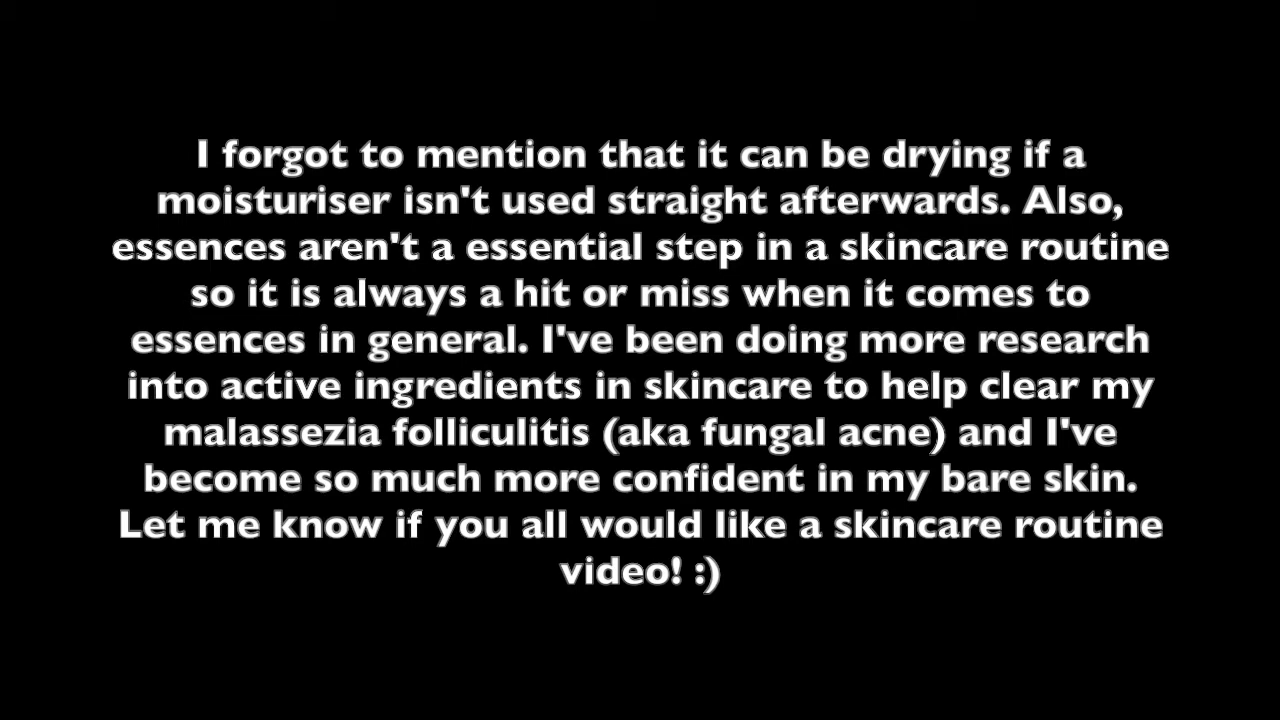 I forgot to mention that it can be drying if a
moisturiser isn't used straight afterwards. Also,
essences aren't a essential step in a skincare routine
so it is always a hit or miss when it comes to
essences in general. I've been doing more research
into active ingredients in skincare to help clear my
malassezia folliculitis (aka fungal acne) and I've
become so much more confident in my bare skin.
Let me know if you all would like a skincare routine
video! :)